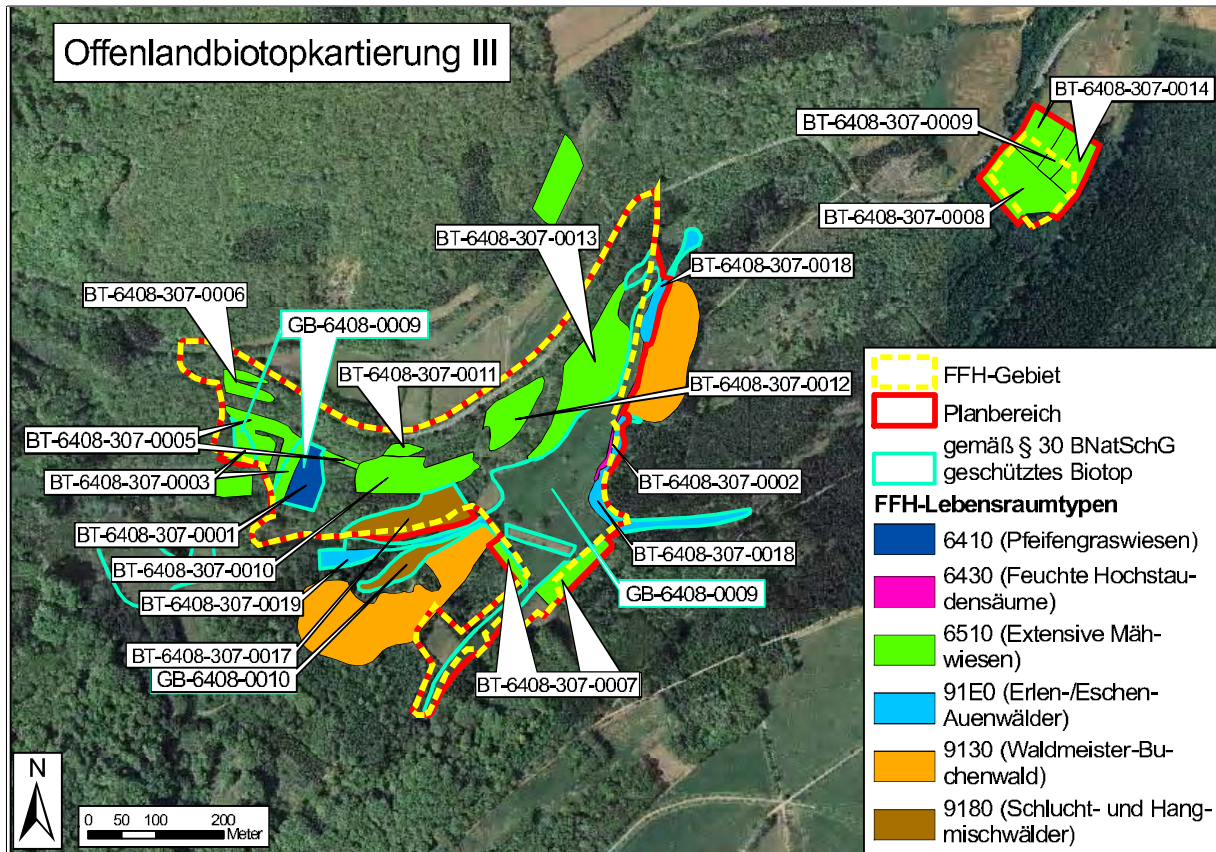 Offenlandbiotopkartierung III
BT-6408-307-0014
BT-6408-307-0009
BT-6408-307-0008
BT-6408-307-0013
BT-6408-307-0018
BT-6408-307-0006
GB-6408-0009
BT-6408-307-0011
BT-6408-307-0012
BT-6408-307-0005
BT-6408-307-0003
BT-6408-307-0002
BT-6408-307-0001
BT-6408-307-0018
BT-6408-307-0010
GB-6408-0009
BT-6408-307-0019
BT-6408-307-0017
GB-6408-0010
BT-6408-307-0007
FFH-Gebiet
Planbereich
gemäß § 30 BNatSchG
geschütztes Biotop
FFH-Lebensraumtypen
6410 (Pfeifengraswiesen)
6430 (Feuchte Hochstau-
densäume)
6510 (Extensive Mäh-
wiesen)
91E0 (Erlen-/Eschen-
Auenwälder)
9130 (Waldmeister-Bu-
chenwald)
9180 (Schlucht- und Hang-
mischwälder)
N
0 50 100 200
Meter